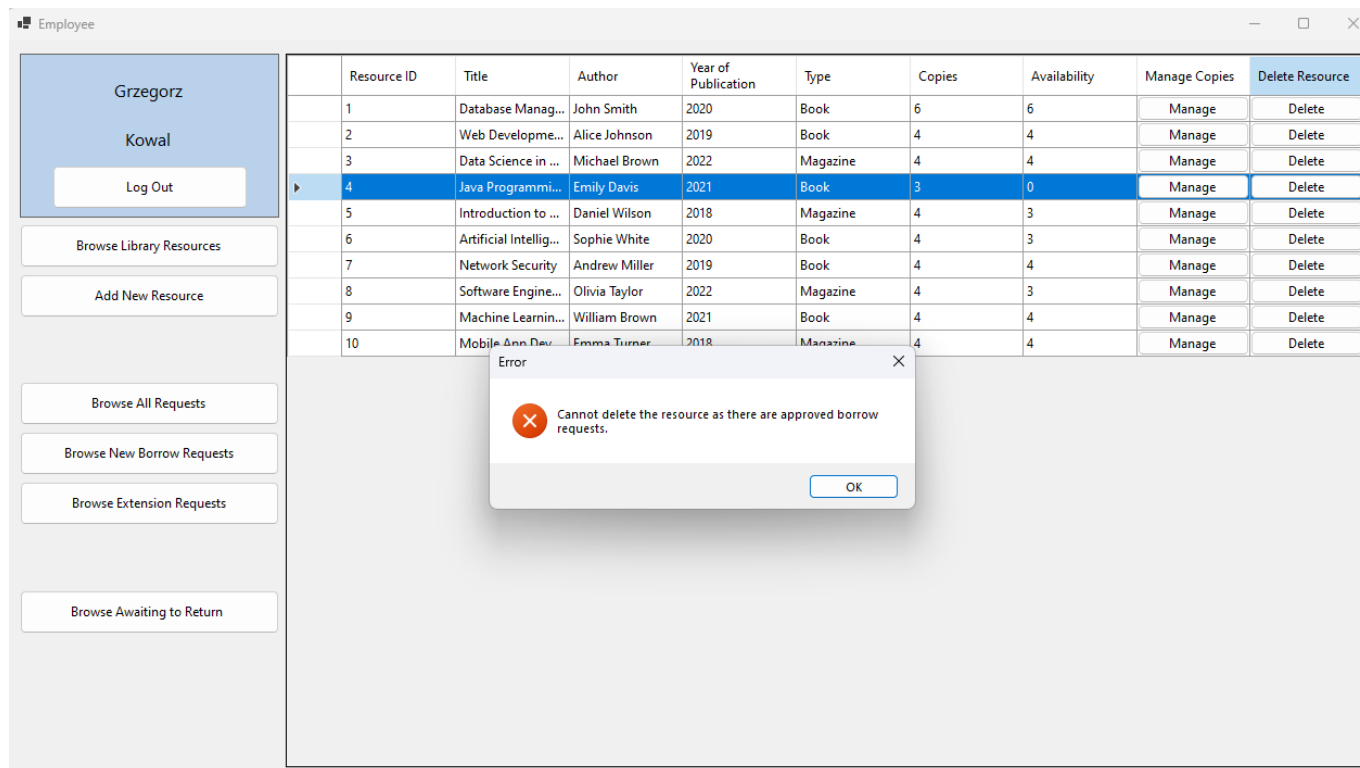 Employee
Grzegorz
Kowal
Log Out
Browse Library Resources
Add New Resource
Browse All Requests
Browse New Borrow Requests
Browse Extension Requests
Browse Awaiting to Return
Resource ID Title Author Year of Publication Type Copies Availability Manage Copies Delete Resource
1 Database Manag... John Smith 2020 Book 6 6 Manage Delete
2 Web Developme... Alice Johnson 2019 Book 4 4 Manage Delete
3 Data Science in ... Michael Brown 2022 Magazine 4 4 Manage Delete
4 Java Programmi... Emily Davis 2021 Book 3 0 Manage Delete
5 Introduction to ... Daniel Wilson 2018 Magazine 4 3 Manage Delete
6 Artificial Intellig... Sophie White 2020 Book 4 3 Manage Delete
7 Network Security Andrew Miller 2019 Book 4 4 Manage Delete
8 Software Engine... Olivia Taylor 2022 Magazine 4 3 Manage Delete
9 Machine Learnin... William Brown 2021 Book 4 4 Manage Delete
10 Mobile App Dev... Emma Turner 2018 Magazine 4 4 Manage Delete
Error
Cannot delete the resource as there are approved borrow
requests.
OK